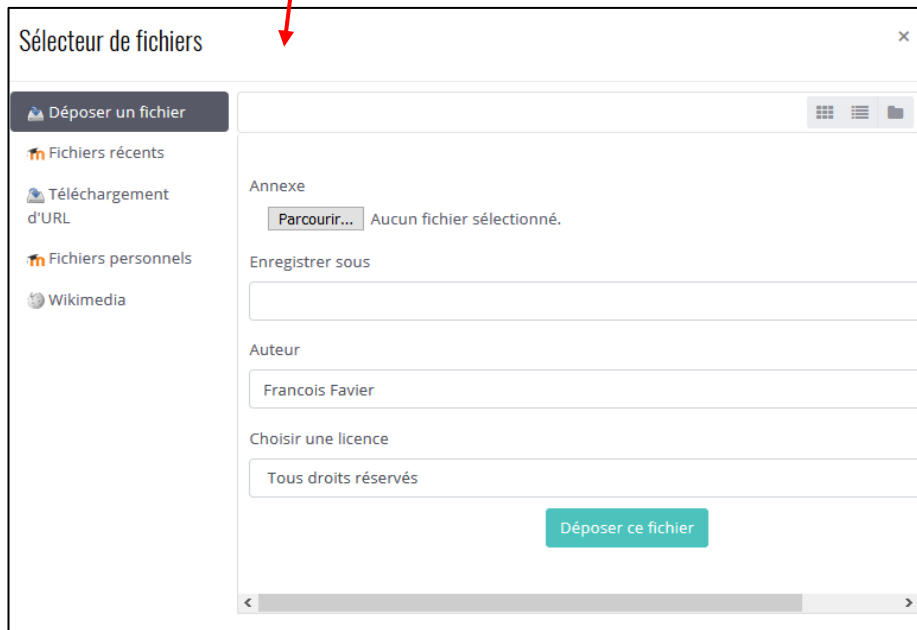 Sélecteur de fichiers
×
Déposer un fichier
Fichiers récents
Téléchargement
d'URL
Fichiers personnels
Wikimedia
Annexe
Parcourir... Aucun fichier sélectionné.
Enregistrer sous
Auteur
Francois Favier
Choisir une licence
Tous droits réservés
Déposer ce fichier